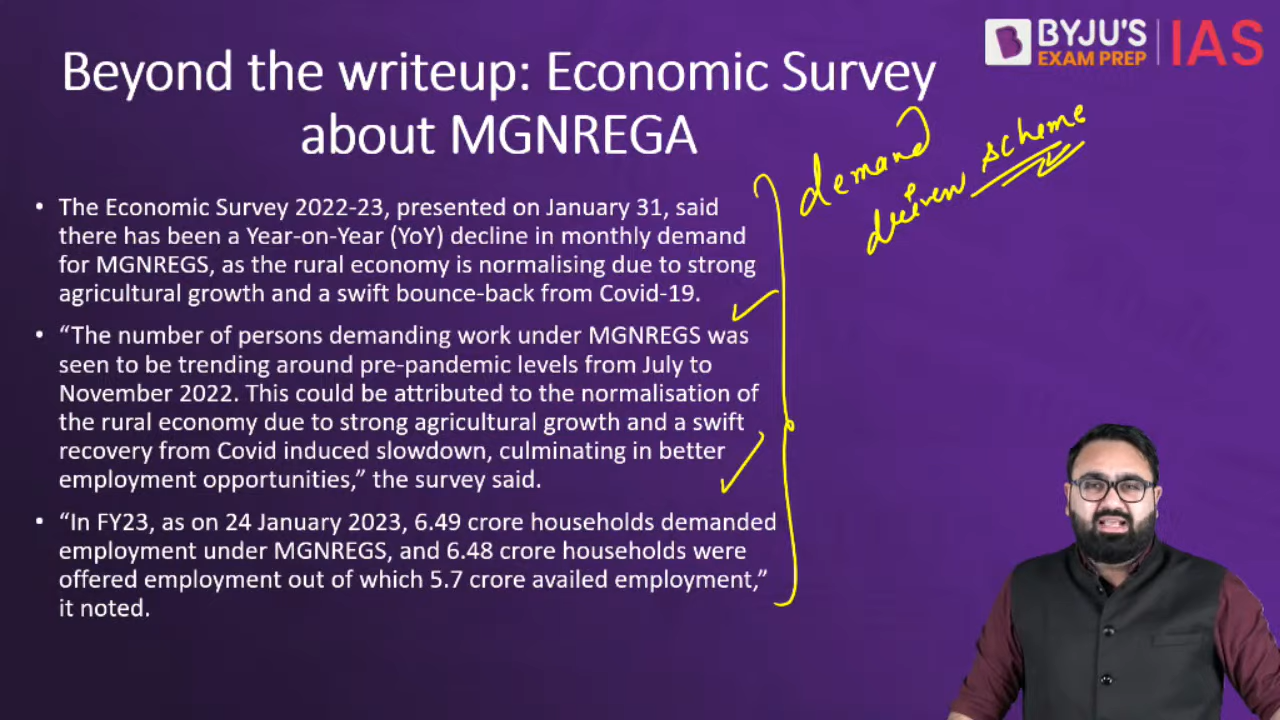 BYJU'S
EXAM PREP
IAS
Beyond the writeup: Economic Survey
about MGNREGA
demand
driven scheme
• The Economic Survey 2022-23, presented on January 31, said
there has been a Year-on-Year (YoY) decline in monthly demand
for MGNREGS, as the rural economy is normalising due to strong
agricultural growth and a swift bounce-back from Covid-19.
• “The number of persons demanding work under MGNREGS was
seen to be trending around pre-pandemic levels from July to
November 2022. This could be attributed to the normalisation of
the rural economy due to strong agricultural growth and a swift
recovery from Covid induced slowdown, culminating in better
employment opportunities,” the survey said.
• “In FY23, as on 24 January 2023, 6.49 crore households demanded
employment under MGNREGS, and 6.48 crore households were
offered employment out of which 5.7 crore availed employment,”
it noted.